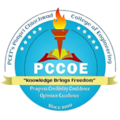 PCET's Pimpri Chinchwad College of Engineering
PCCOE
"Knowledge Brings Freedom"
Progress Credibility Confidence
Optimism Excellence
Since 1999